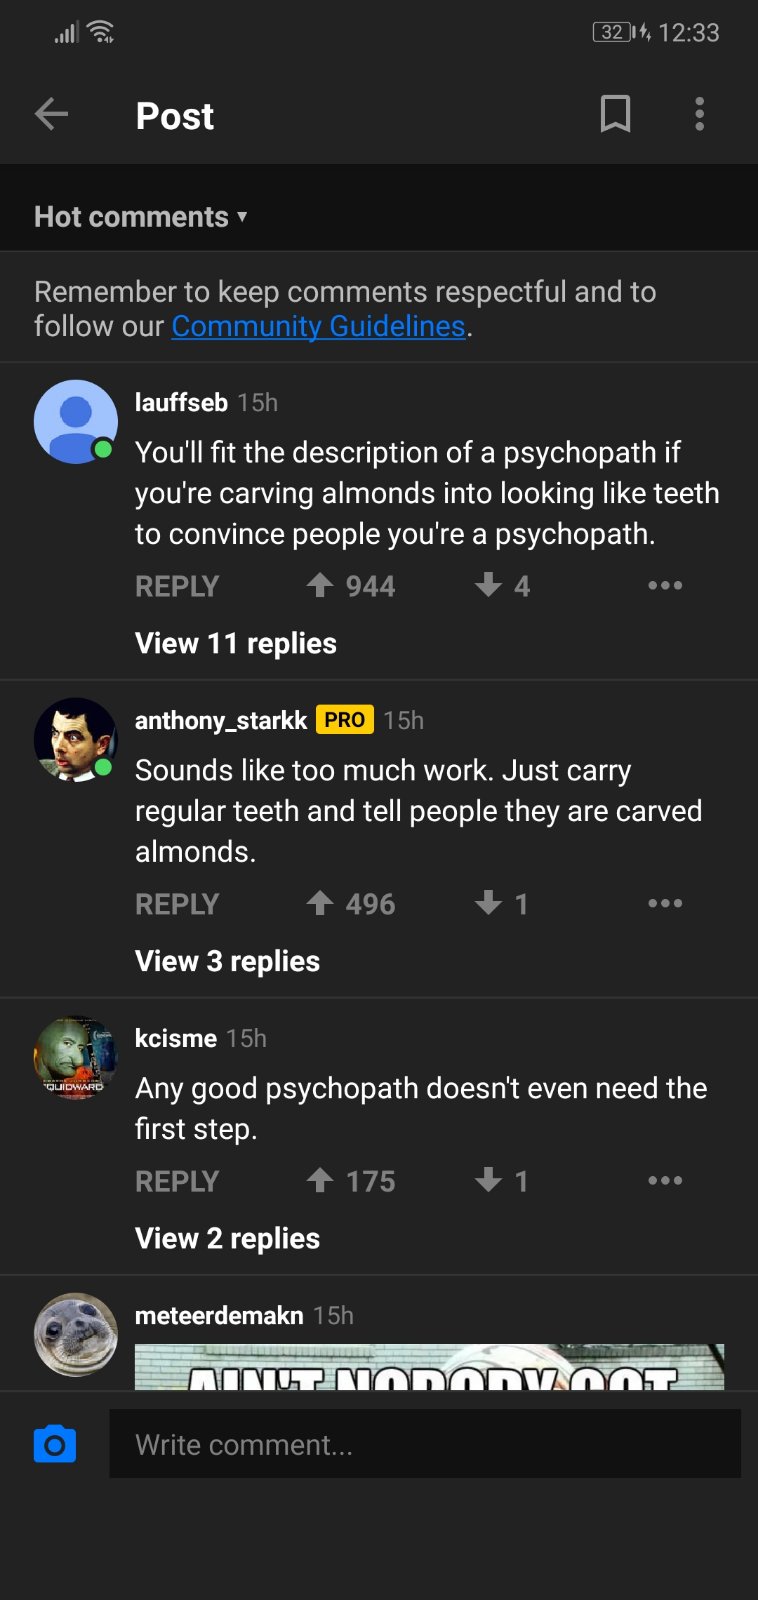 32 12:33
Post
Hot comments ▾
Remember to keep comments respectful and to
follow our Community Guidelines.
lauffseb 15h
You'll fit the description of a psychopath if
you're carving almonds into looking like teeth
to convince people you're a psychopath.
REPLY 944 4
View 11 replies
anthony_starkk PRO 15h
Sounds like too much work. Just carry
regular teeth and tell people they are carved
almonds.
REPLY 496 1
View 3 replies
kcisme 15h
Any good psychopath doesn't even need the
first step.
REPLY 175 1
View 2 replies
meteerdemakn 15h
AIN'T NOBODY GOT
Write comment...